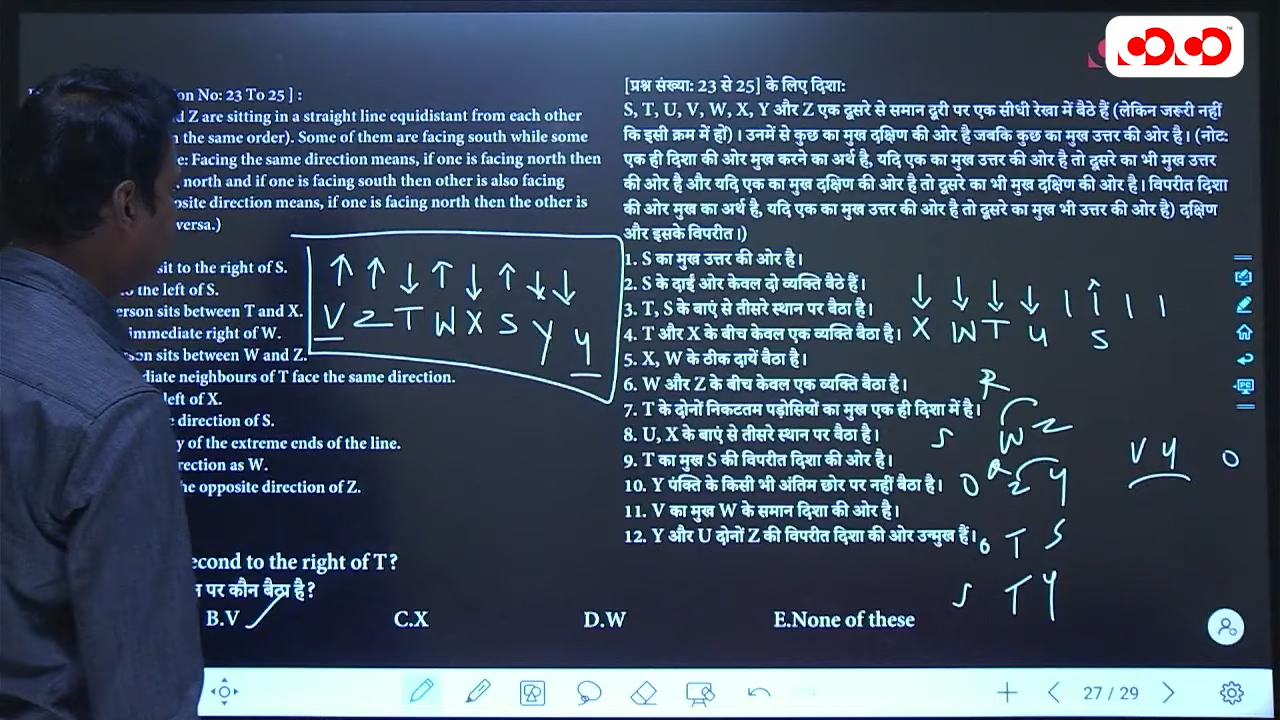 on No: 23 To 25 ] :
d Z are sitting in a straight line equidistant from each other
the same order). Some of them are facing south while some
e: Facing the same direction means, if one is facing north then
north and if one is facing south then other is also facing
posite direction means, if one is facing north then the other is
versa.)
sit to the right of S.
o the left of S.
erson sits between T and X.
immediate right of W.
son sits between W and Z.
diate neighbours of T face the same direction.
left of X.
e direction of S.
y of the extreme ends of the line.
rection as W.
he opposite direction of Z.
econd to the right of T?
न पर कौन बैठा है?
B.V
C.X
D.W
E.None of these
↑ ↑ ↓ ↑ ↓ ↑ ↓ ↓
V Z T W X S Y U
[प्रश्न संख्या: 23 से 25] के लिए दिशा:
S, T, U, V, W, X, Y और Z एक दूसरे से समान दूरी पर एक सीधी रेखा में बैठे हैं (लेकिन जरूरी नहीं
कि इसी क्रम में हों)। उनमें से कुछ का मुख दक्षिण की ओर है जबकि कुछ का मुख उत्तर की ओर है। (नोट:
एक ही दिशा की ओर मुख करने का अर्थ है, यदि एक का मुख उत्तर की ओर है तो दूसरे का भी मुख उत्तर
की ओर है और यदि एक का मुख दक्षिण की ओर है तो दूसरे का भी मुख दक्षिण की ओर है। विपरीत दिशा
की ओर मुख का अर्थ है, यदि एक का मुख उत्तर की ओर है तो दूसरे का मुख भी उत्तर की ओर है) दक्षिण
और इसके विपरीत।)
1. S का मुख उत्तर की ओर है।
2. S के दाईं ओर केवल दो व्यक्ति बैठे हैं।
3. T, S के बाएं से तीसरे स्थान पर बैठा है।
4. T और X के बीच केवल एक व्यक्ति बैठा है।
5. X, W के ठीक दायें बैठा है।
6. W और Z के बीच केवल एक व्यक्ति बैठा है।
7. T के दोनों निकटतम पड़ोसियों का मुख एक ही दिशा में है।
8. U, X के बाएं से तीसरे स्थान पर बैठा है।
9. T का मुख S की विपरीत दिशा की ओर है।
10. Y पंक्ति के किसी भी अंतिम छोर पर नहीं बैठा है।
11. V का मुख W के समान दिशा की ओर है।
12. Y और U दोनों Z की विपरीत दिशा की ओर उन्मुख हैं।
↓ ↓ ↓ ↓ | ↑ | |
X W T U S
R
S W Z
V U O
O Z Y
O T S
S T Y
27 / 29